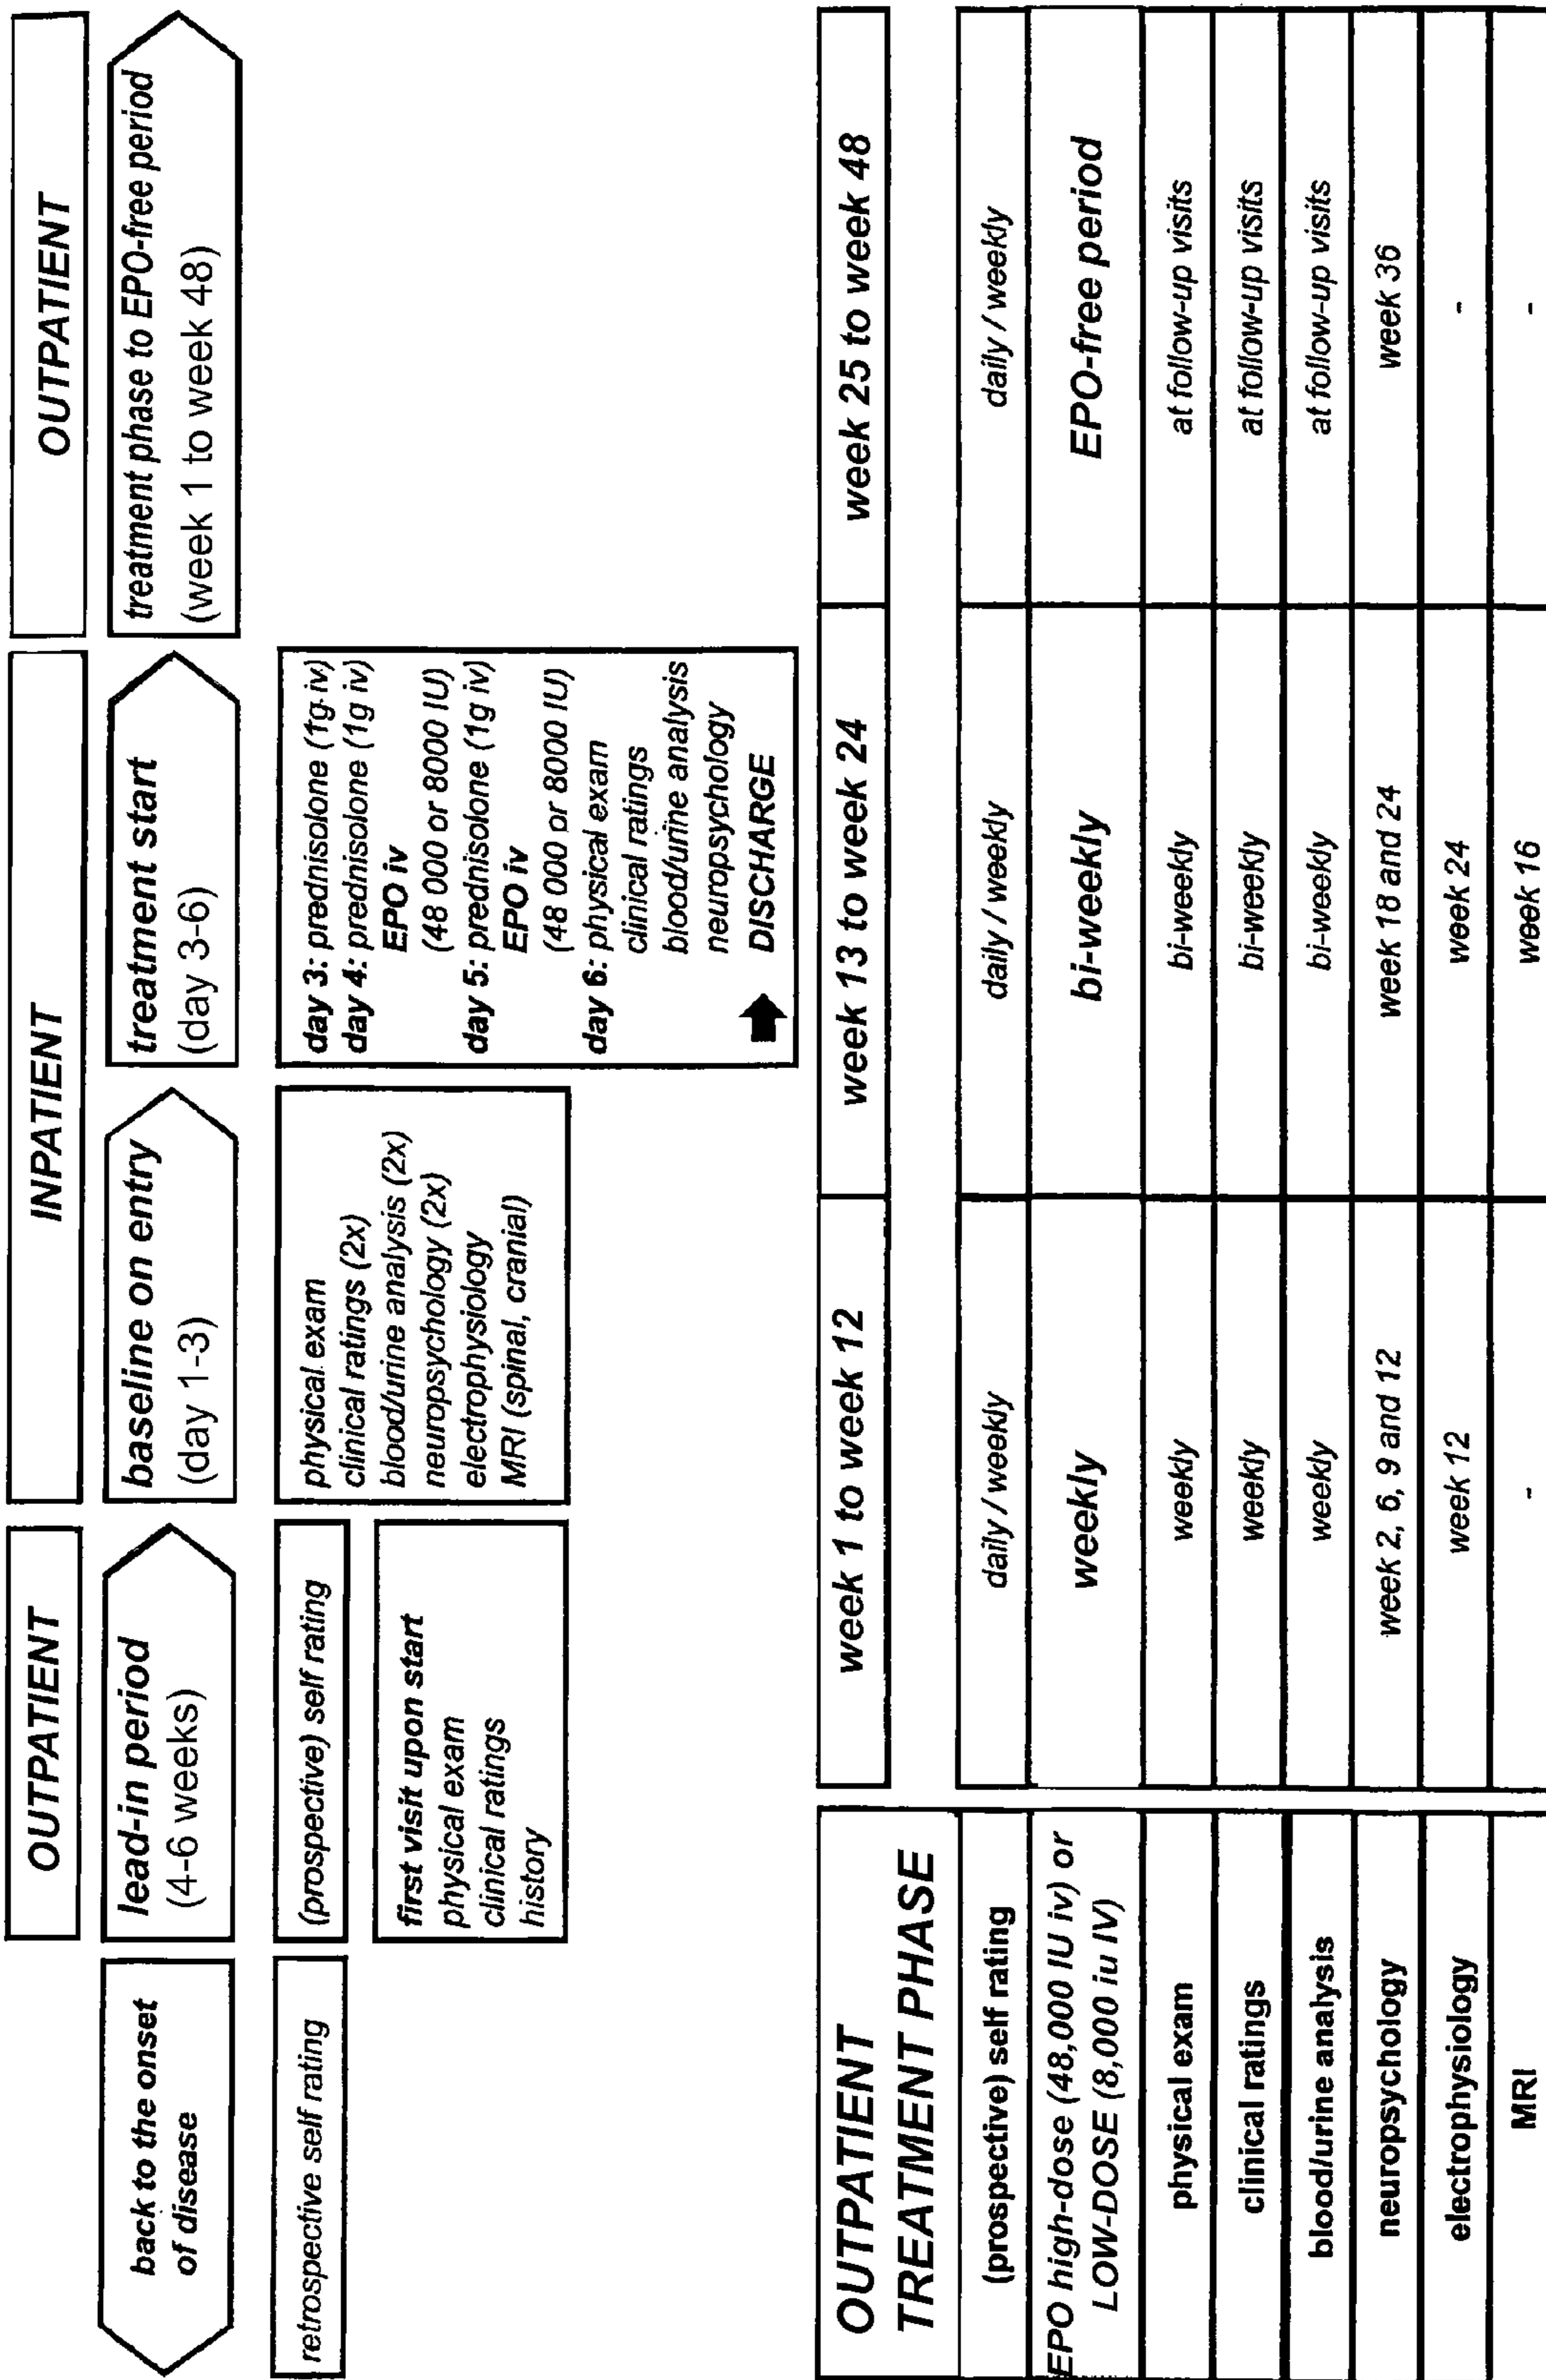 OUTPATIENT
INPATIENT
OUTPATIENT
back to the onset
of disease
lead-in period
(4-6 weeks)
baseline on entry
(day 1-3)
treatment start
(day 3-6)
treatment phase to EPO-free period
(week 1 to week 48)
retrospective self rating
(prospective) self rating
first visit upon start
physical exam
clinical ratings
history
physical exam
clinical ratings (2x)
blood/urine analysis (2x)
neuropsychology (2x)
electrophysiology
MRI (spinal, cranial)
day 3: prednisolone (1g iv)
day 4: prednisolone (1g iv)
EPO iv
(48 000 or 8000 IU)
day 5: prednisolone (1g iv)
EPO iv
(48 000 or 8000 IU)
day 6: physical exam
clinical ratings
blood/urine analysis
neuropsychology
DISCHARGE
OUTPATIENT
TREATMENT PHASE
week 1 to week 12
week 13 to week 24
week 25 to week 48
(prospective) self rating
daily / weekly
daily / weekly
daily / weekly
EPO high-dose (48,000 IU iv) or
LOW-DOSE (8,000 iu IV)
weekly
bi-weekly
EPO-free period
physical exam
weekly
bi-weekly
at follow-up visits
clinical ratings
weekly
bi-weekly
at follow-up visits
blood/urine analysis
weekly
bi-weekly
at follow-up visits
neuropsychology
week 2, 6, 9 and 12
week 18 and 24
week 36
electrophysiology
week 12
week 24
-
MRI
-
week 16
-